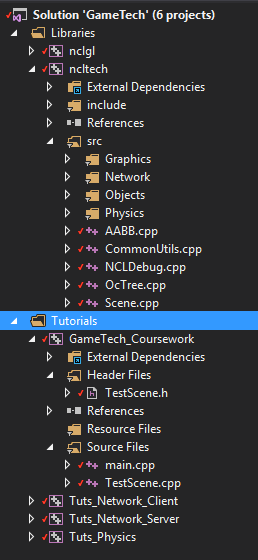 Solution 'GameTech' (6 projects)
Libraries
nclgl
ncltech
External Dependencies
include
References
src
Graphics
Network
Objects
Physics
AABB.cpp
CommonUtils.cpp
NCLDebug.cpp
OcTree.cpp
Scene.cpp
Tutorials
GameTech_Coursework
External Dependencies
Header Files
TestScene.h
References
Resource Files
Source Files
main.cpp
TestScene.cpp
Tuts_Network_Client
Tuts_Network_Server
Tuts_Physics